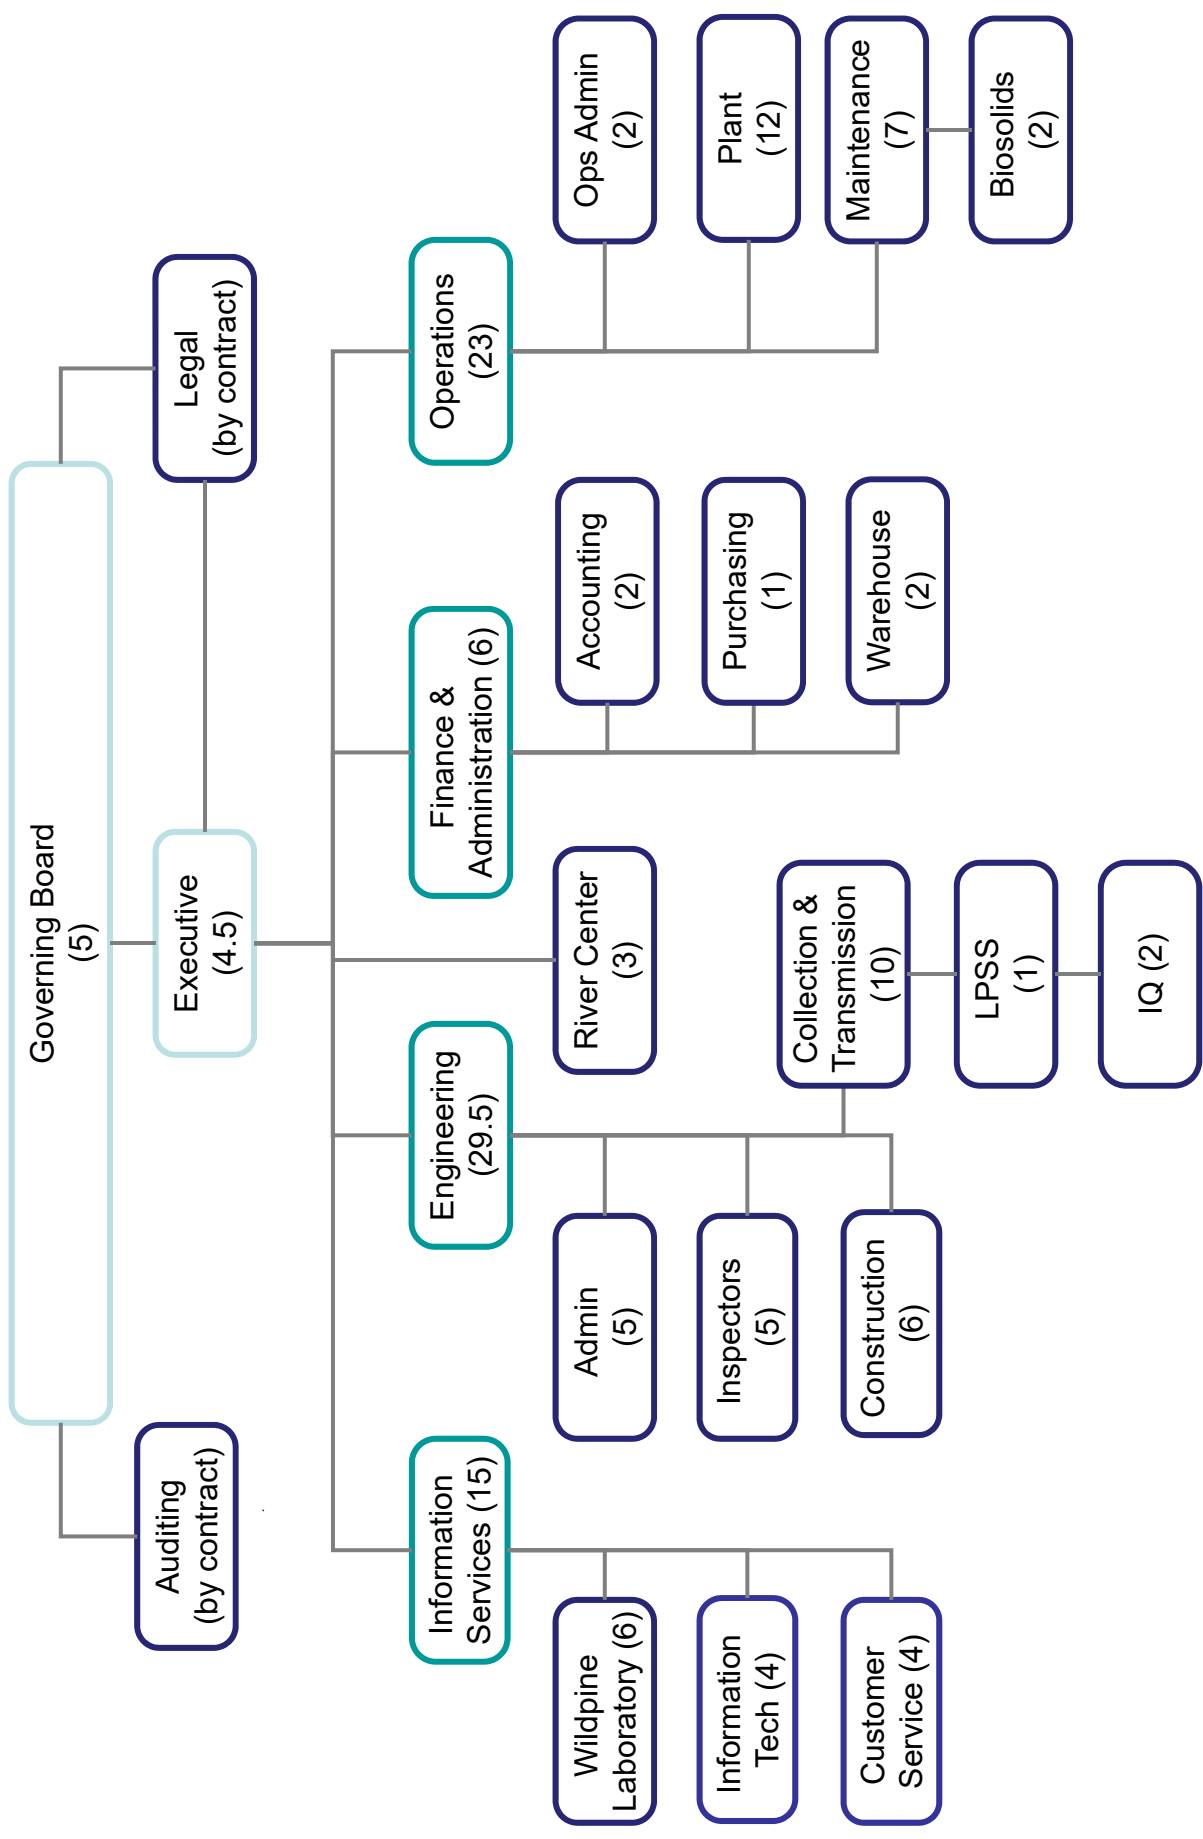 Governing Board
(5)
Auditing
(by contract)
Executive
(4.5)
Legal
(by contract)
Information
Services (15)
Engineering
(29.5)
Finance &
Administration (6)
Operations
(23)
Wildpine
Laboratory (6)
Information
Tech (4)
Customer
Service (4)
Admin
(5)
Inspectors
(5)
Construction
(6)
Collection &
Transmission
(10)
LPSS
(1)
IQ (2)
River Center
(3)
Accounting
(2)
Purchasing
(1)
Warehouse
(2)
Ops Admin
(2)
Plant
(12)
Maintenance
(7)
Biosolids
(2)